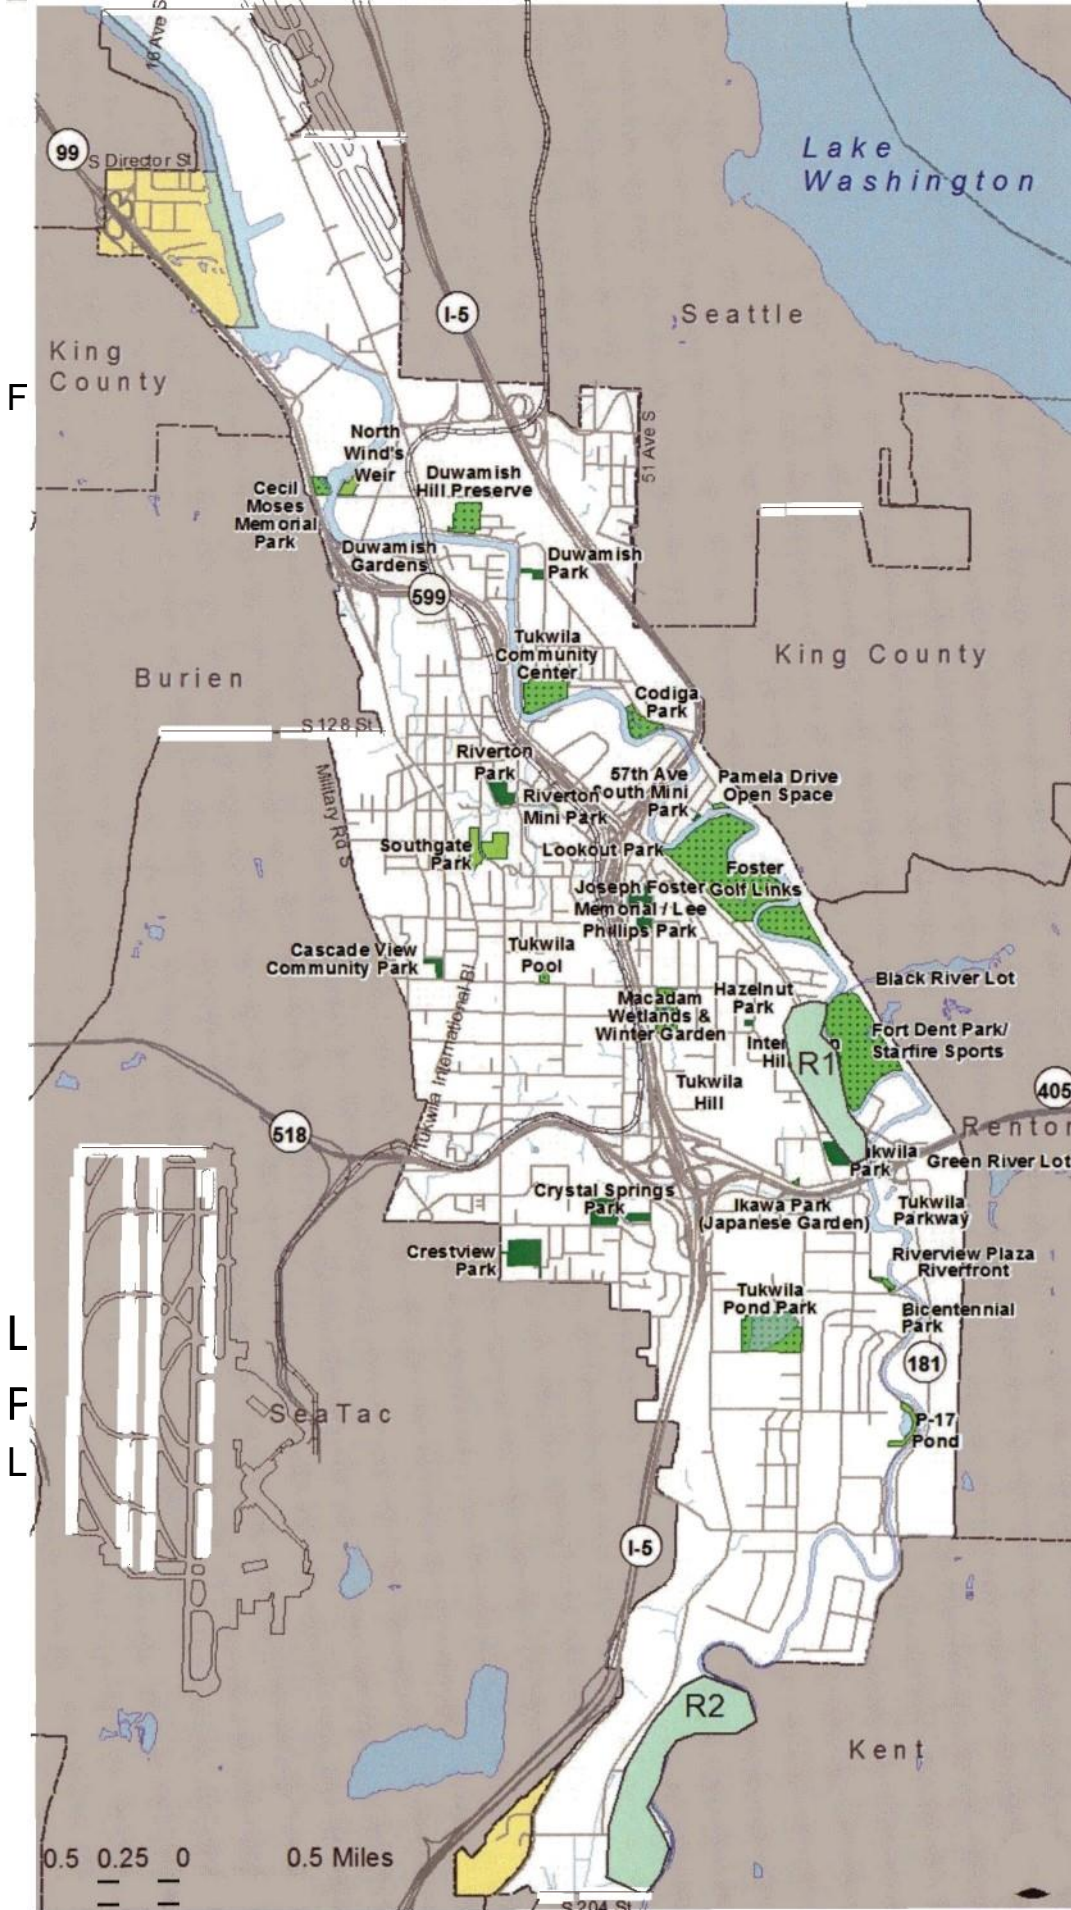 16 Ave S
99
S Director St
Lake
Washington
I-5
Seattle
King
County
F
51 Ave S
North
Wind's
Weir
Duwamish
Hill Preserve
Cecil
Moses
Memorial
Park
Duwamish
Gardens
Duwamish
Park
599
Tukwila
Community
Center
King County
Burien
Codiga
Park
S 128 St
Military Rd S
Riverton
Park
57th Ave
South Mini
Park
Pamela Drive
Open Space
Riverton
Mini Park
Southgate
Park
Lookout Park
Foster
Golf Links
Joseph Foster
Memorial / Lee
Phillips Park
Cascade View
Community Park
Tukwila
Pool
Tukwila International Bl
Black River Lot
Hazelnut
Park
Macadam
Wetlands &
Winter Garden
Fort Dent Park/
Starfire Sports
Hill
R1
Tukwila
Hill
405
518
Renton
Park
Green River Lot
Crystal Springs
Park
Ikawa Park
(Japanese Garden)
Tukwila
Parkway
Crestview
Park
Riverview Plaza
Riverfront
Tukwila
Pond Park
Bicentennial
Park
L
181
P
SeaTac
P-17
Pond
L
I-5
R2
Kent
0.5 0.25 0 0.5 Miles
S 204 St